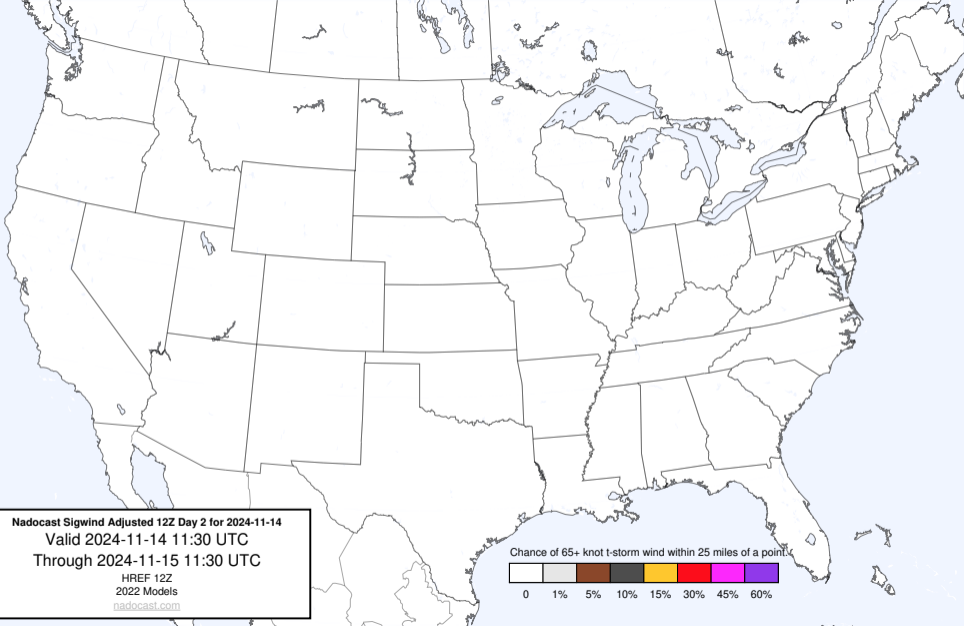 Nadocast Sigwind Adjusted 12Z Day 2 for 2024-11-14
Valid 2024-11-14 11:30 UTC
Through 2024-11-15 11:30 UTC
HREF 12Z
2022 Models
nadocast.com
Chance of 65+ knot t-storm wind within 25 miles of a point.
0 1% 5% 10% 15% 30% 45% 60%